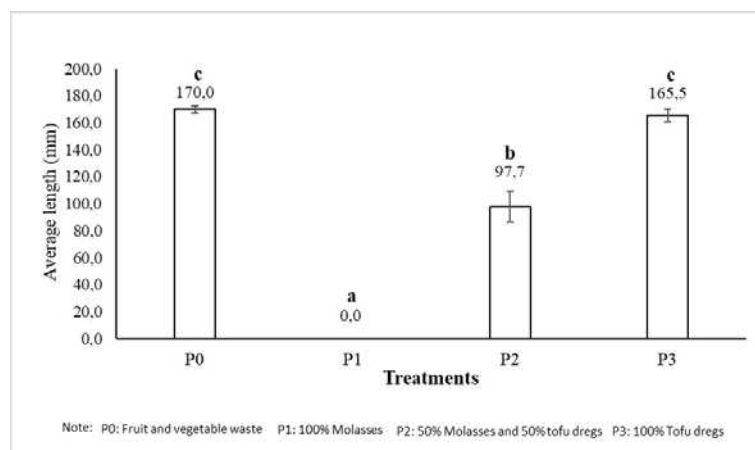 c
170,0
c
165,5
b
97,7
a
0,0
200,0
180,0
160,0
140,0
120,0
100,0
80,0
60,0
40,0
20,0
0,0
Average length (mm)
P0 P1 P2 P3
Treatments
Note: P0: Fruit and vegetable waste P1: 100% Molasses P2: 50% Molasses and 50% tofu dregs P3: 100% Tofu dregs